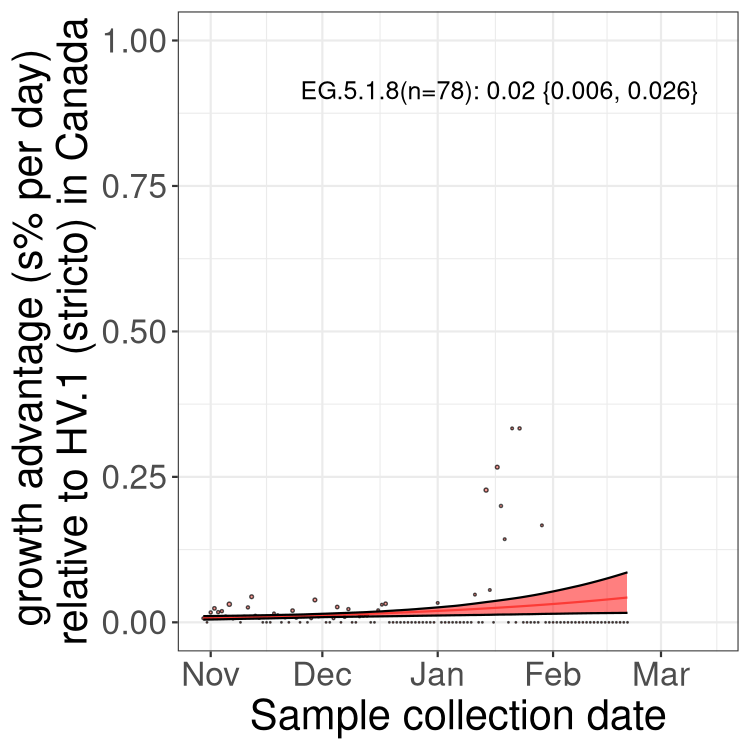 growth advantage (s% per day)
relative to HV.1 (stricto) in Canada
1.00
0.75
0.50
0.25
0.00
EG.5.1.8(n=78): 0.02 {0.006, 0.026}
Nov Dec Jan Feb Mar
Sample collection date